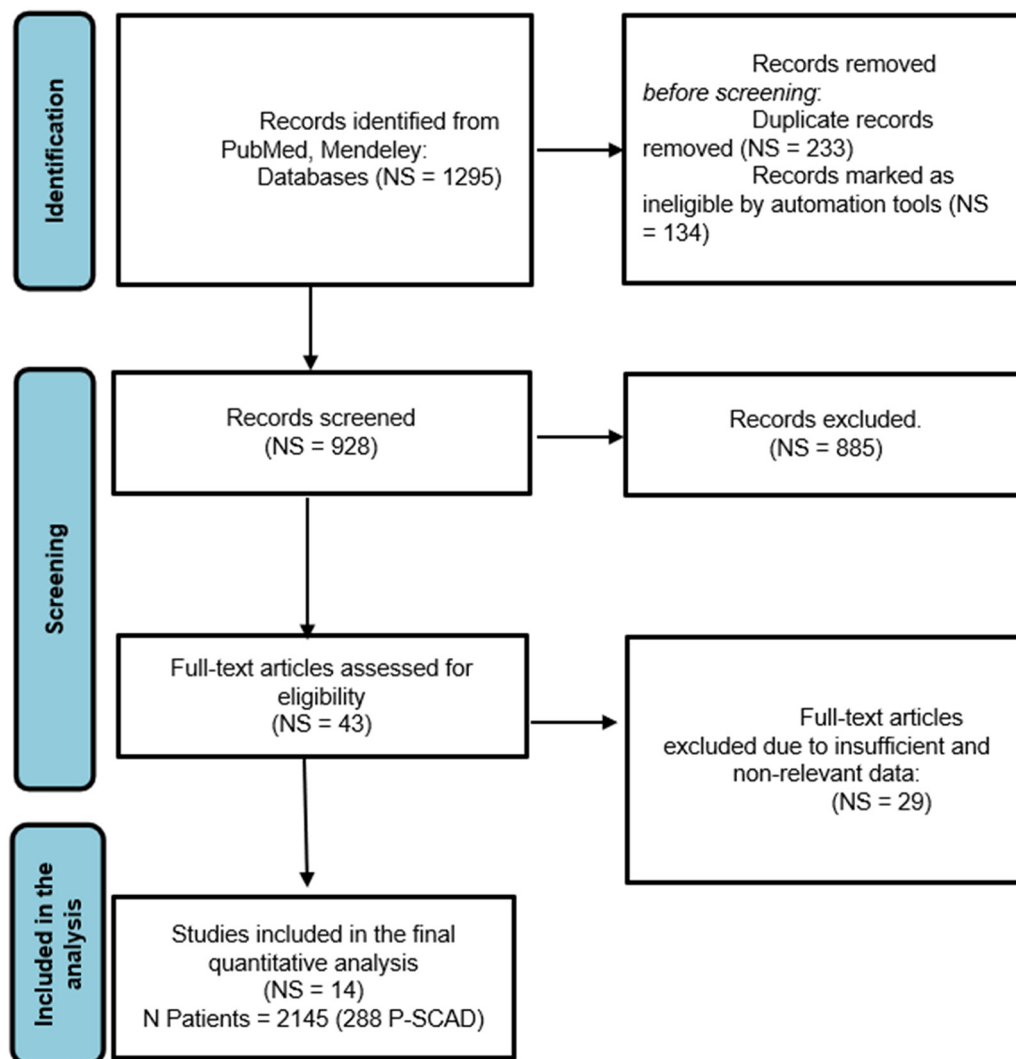 Identification
Records identified from
PubMed, Mendeley:
Databases (NS = 1295)
Records removed
before screening:
Duplicate records
removed (NS = 233)
Records marked as
ineligible by automation tools (NS
= 134)
Screening
Records screened
(NS = 928)
Records excluded.
(NS = 885)
Full-text articles assessed for
eligibility
(NS = 43)
Full-text articles
excluded due to insufficient and
non-relevant data:
(NS = 29)
Included in the
analysis
Studies included in the final
quantitative analysis
(NS = 14)
N Patients = 2145 (288 P-SCAD)